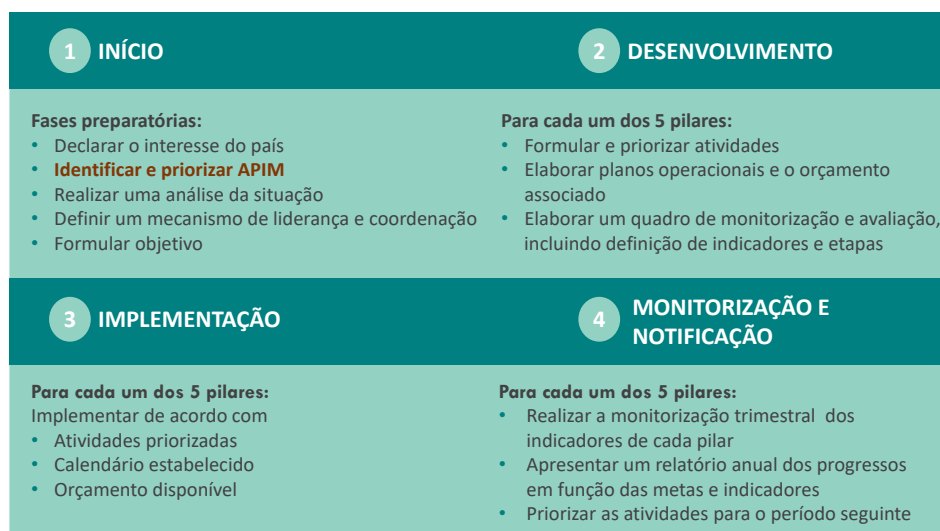 1 INÍCIO
Fases preparatórias:
• Declarar o interesse do país
• Identificar e priorizar APIM
• Realizar uma análise da situação
• Definir um mecanismo de liderança e coordenação
• Formular objetivo
2 DESENVOLVIMENTO
Para cada um dos 5 pilares:
• Formular e priorizar atividades
• Elaborar planos operacionais e o orçamento
associado
• Elaborar um quadro de monitorização e avaliação,
incluindo definição de indicadores e etapas
3 IMPLEMENTAÇÃO
Para cada um dos 5 pilares:
Implementar de acordo com
• Atividades priorizadas
• Calendário estabelecido
• Orçamento disponível
4 MONITORIZAÇÃO E
NOTIFICAÇÃO
Para cada um dos 5 pilares:
• Realizar a monitorização trimestral dos
indicadores de cada pilar
• Apresentar um relatório anual dos progressos
em função das metas e indicadores
• Priorizar as atividades para o período seguinte